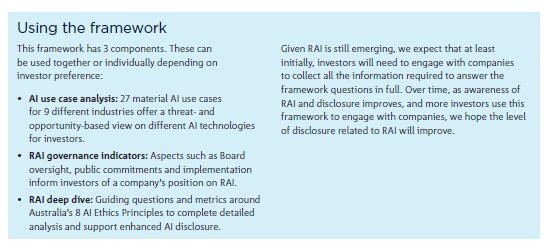 Using the framework
This framework has 3 components. These can
be used together or individually depending on
investor preference:
• AI use case analysis: 27 material AI use cases
for 9 different industries offer a threat- and
opportunity-based view on different AI technologies
for investors.
• RAI governance indicators: Aspects such as Board
oversight, public commitments and implementation
inform investors of a company's position on RAI.
• RAI deep dive: Guiding questions and metrics around
Australia's 8 AI Ethics Principles to complete detailed
analysis and support enhanced AI disclosure.
Given RAI is still emerging, we expect that at least
initially, investors will need to engage with companies
to collect all the information required to answer the
framework questions in full. Over time, as awareness of
RAI and disclosure improves, and more investors use this
framework to engage with companies, we hope the level
of disclosure related to RAI will improve.